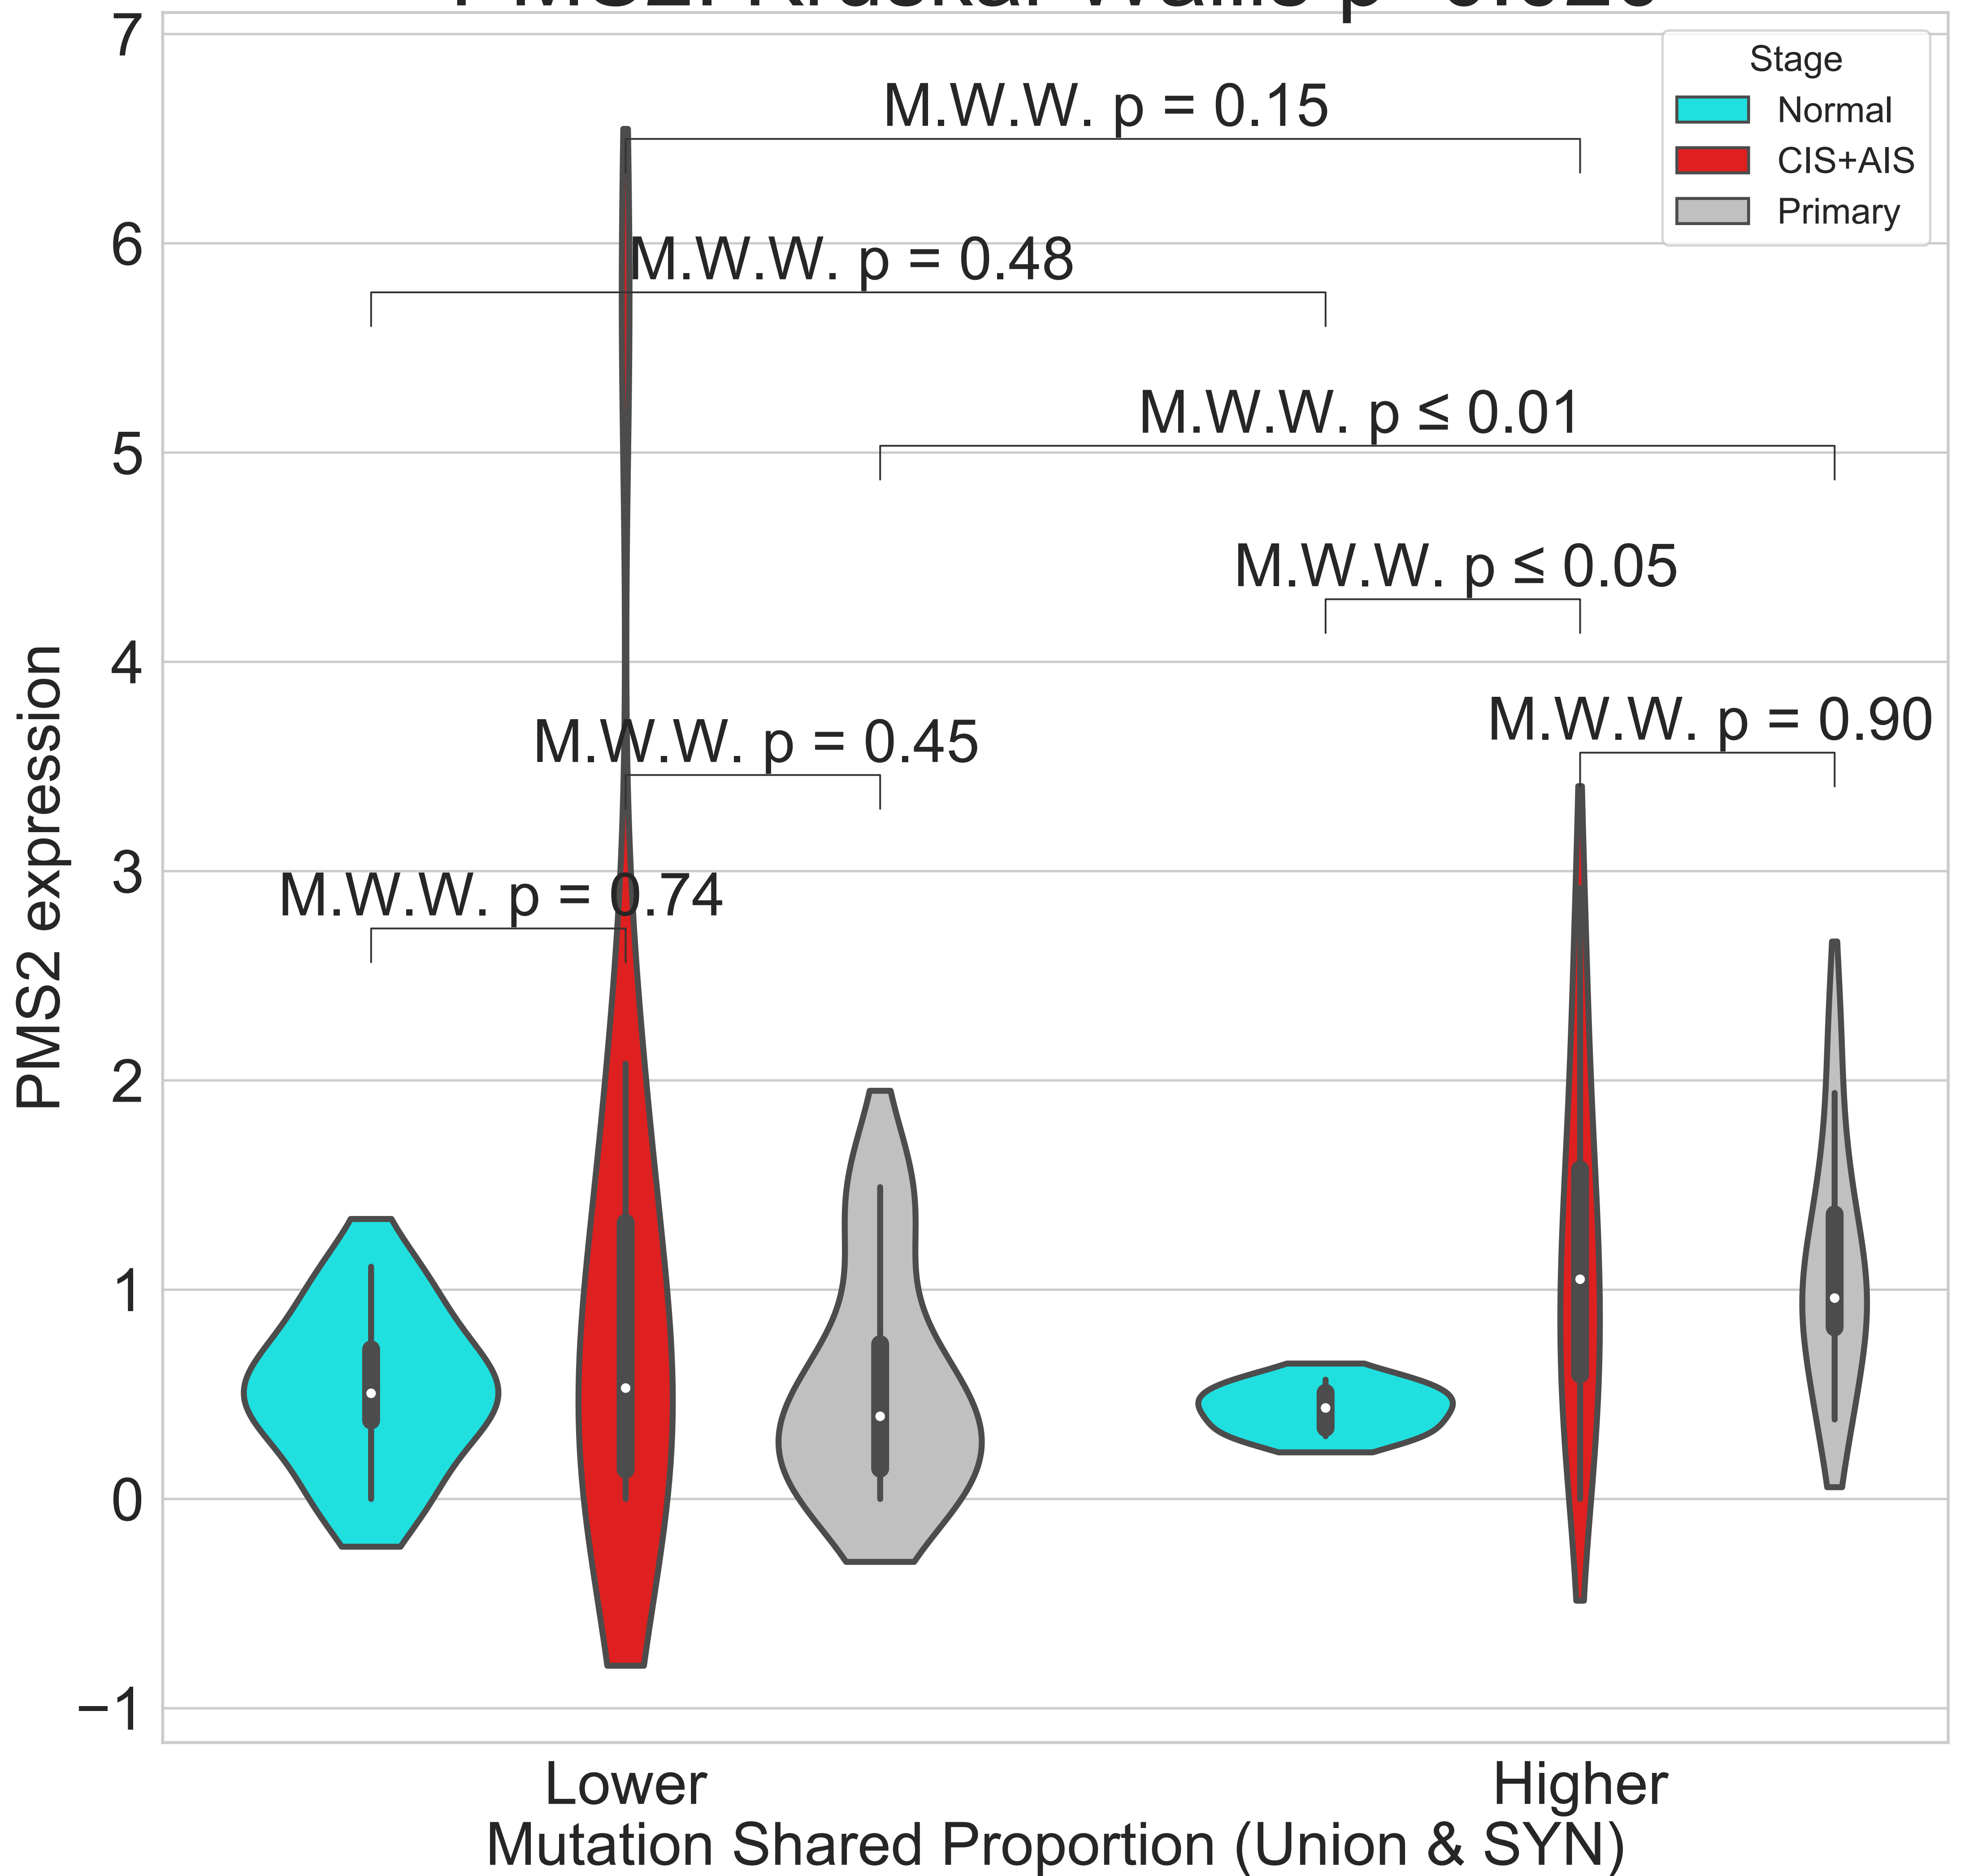 7
Stage
Normal
CIS+AIS
Primary
M.W.W. p = 0.15
6
M.W.W. p = 0.48
5
M.W.W. p ≤ 0.01
M.W.W. p ≤ 0.05
4
M.W.W. p = 0.90
M.W.W. p = 0.45
3
M.W.W. p = 0.74
PMS2 expression
2
1
0
−1
Lower
Higher
Mutation Shared Proportion (Union & SYN)